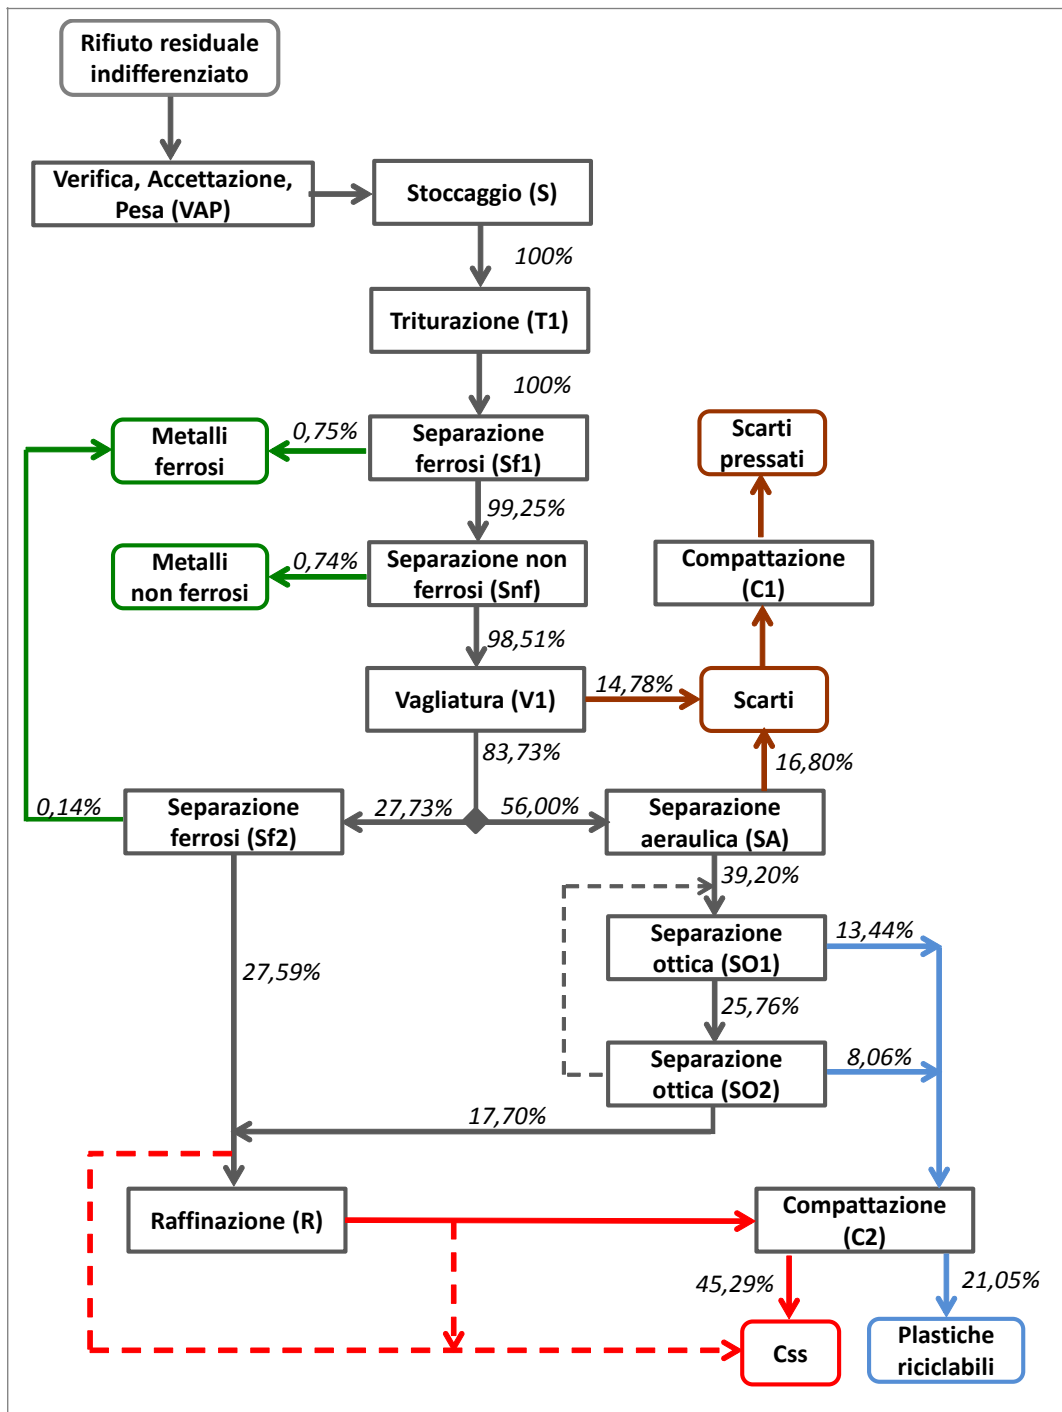 Rifiuto residuale
indifferenziato
Verifica, Accettazione,
Pesa (VAP)
Stoccaggio (S)
100%
Triturazione (T1)
100%
Metalli
ferrosi
0,75%
Separazione
ferrosi (Sf1)
Scarti
pressati
99,25%
Metalli
non ferrosi
0,74%
Separazione non
ferrosi (Snf)
Compattazione
(C1)
98,51%
Vagliatura (V1)
14,78%
Scarti
83,73%
16,80%
0,14%
Separazione
ferrosi (Sf2)
27,73%
56,00%
Separazione
aeraulica (SA)
39,20%
Separazione
ottica (SO1)
13,44%
27,59%
25,76%
Separazione
ottica (SO2)
8,06%
17,70%
Raffinazione (R)
Compattazione
(C2)
45,29%
21,05%
Css
Plastiche
riciclabili